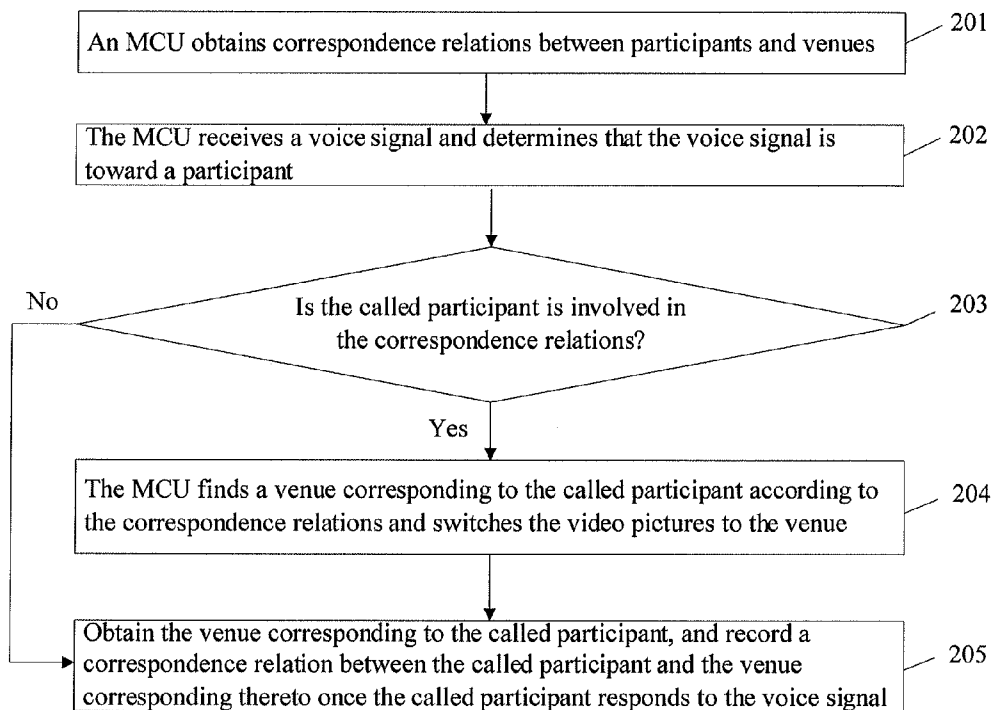 An MCU obtains correspondence relations between participants and venues
201
The MCU receives a voice signal and determines that the voice signal is
toward a participant
202
No
Is the called participant is involved in
the correspondence relations?
203
Yes
The MCU finds a venue corresponding to the called participant according to
the correspondence relations and switches the video pictures to the venue
204
Obtain the venue corresponding to the called participant, and record a
correspondence relation between the called participant and the venue
corresponding thereto once the called participant responds to the voice signal
205